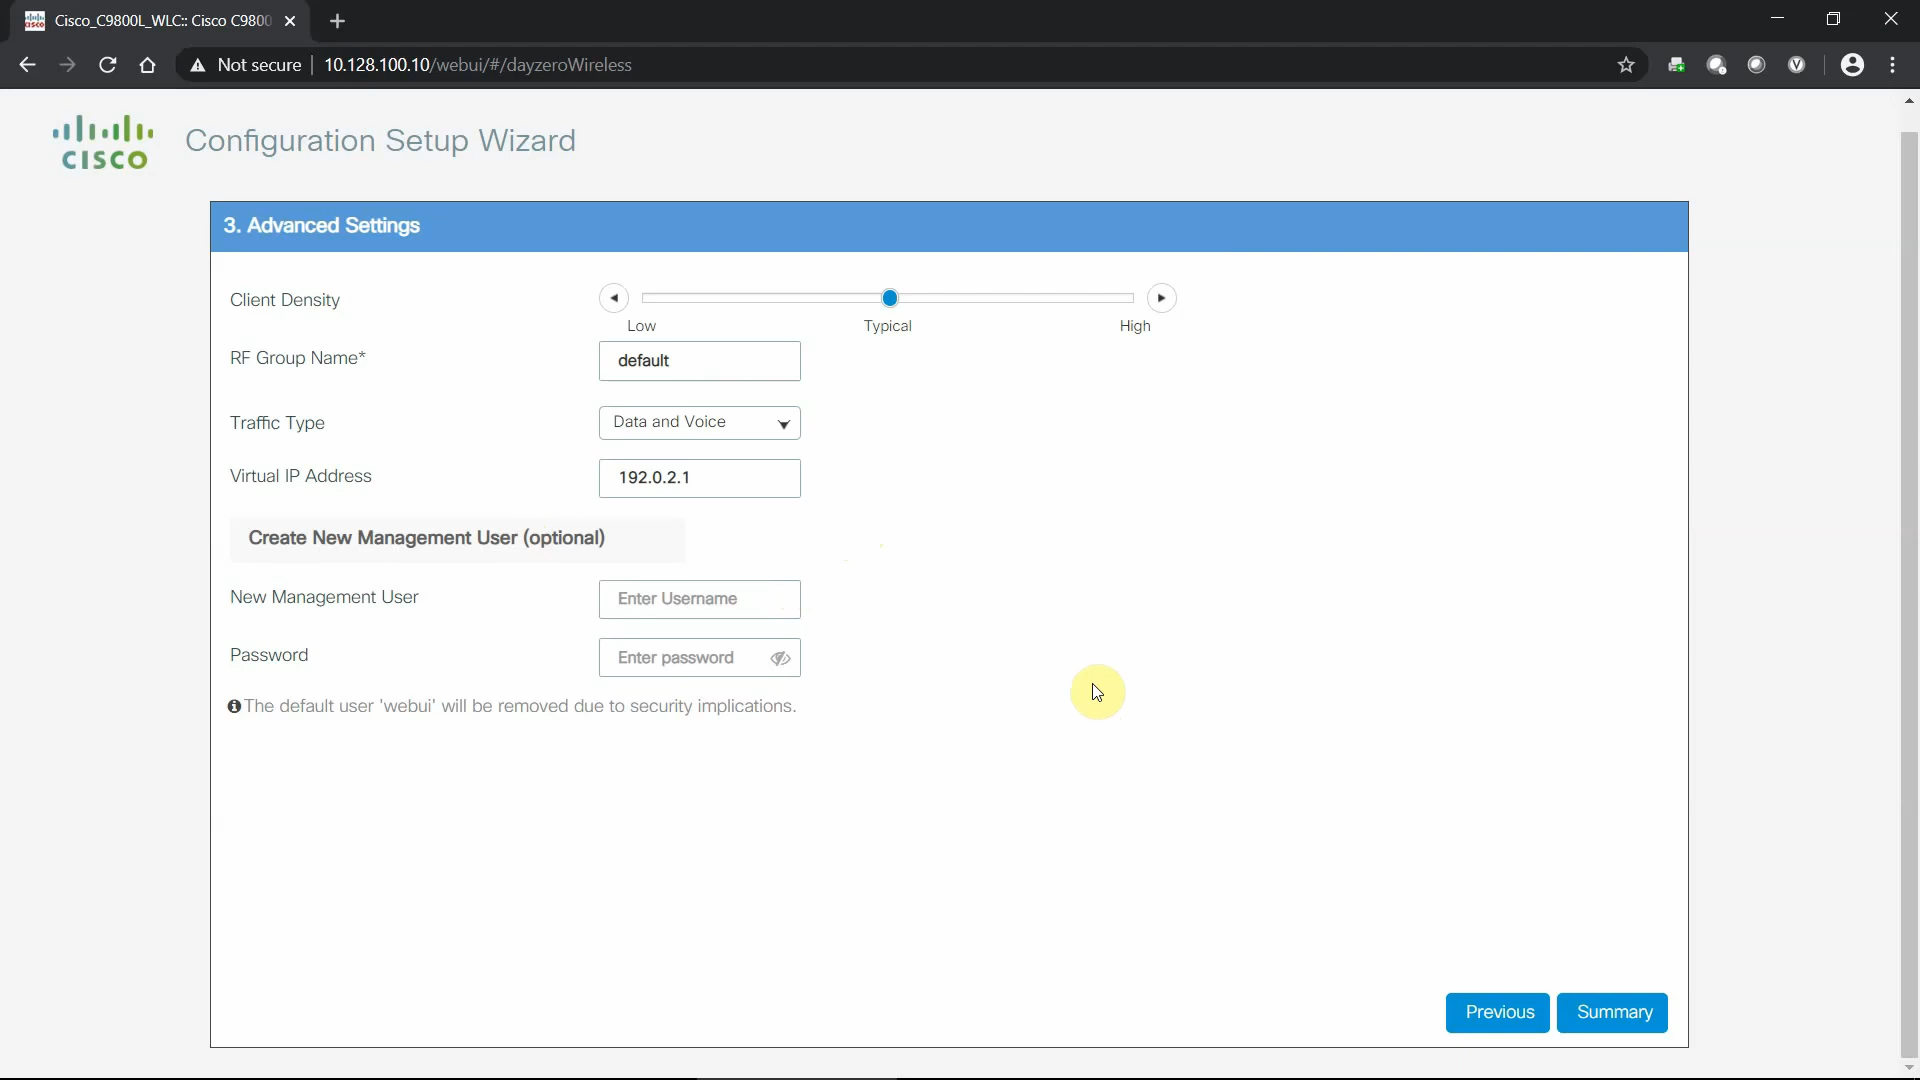 Cisco_C9800L_WLC:: Cisco C9800
Not secure | 10.128.100.10/webui/#/dayzeroWireless
CISCO
Configuration Setup Wizard
3. Advanced Settings
Client Density
Low Typical High
RF Group Name* default
Traffic Type Data and Voice
Virtual IP Address 192.0.2.1
Create New Management User (optional)
New Management User Enter Username
Password Enter password
The default user 'webui' will be removed due to security implications.
Previous Summary